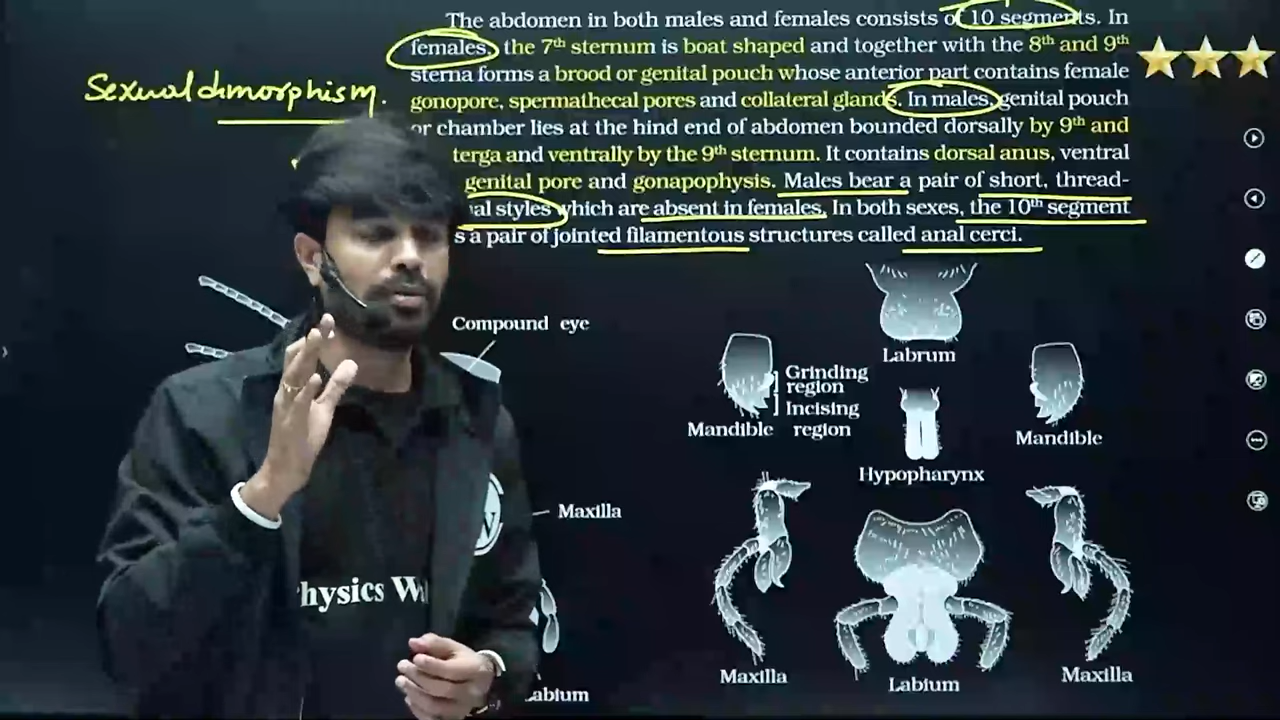 The abdomen in both males and females consists of 10 segments. In
females, the 7th sternum is boat shaped and together with the 8th and 9th
sterna forms a brood or genital pouch whose anterior part contains female
Sexual dimorphism.
gonopore, spermathecal pores and collateral glands. In males, genital pouch
or chamber lies at the hind end of abdomen bounded dorsally by 9th and
terga and ventrally by the 9th sternum. It contains dorsal anus, ventral
genital pore and gonapophysis. Males bear a pair of short, thread-
al styles which are absent in females. In both sexes, the 10th segment
s a pair of jointed filamentous structures called anal cerci.
Compound eye
Labrum
Grinding
region
Incising
region
Mandible
Mandible
Hypopharynx
Maxilla
hysics W
Maxilla
Labium
Maxilla
abium